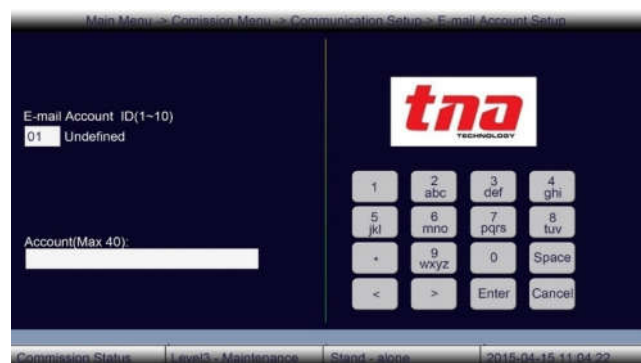 Main Menu -> Comission Menu -> Communication Setup-> E-mail Account Setup
E-mail Account ID(1~10)
01 Undefined
Account(Max 40):
tna
TECHNOLOGY
1
2
abc
3
def
4
ghi
5
jkl
6
mno
7
pqrs
8
tuv
9
wxyz
0
Space
<
>
Enter
Cancel
Commission Status
Level3 - Maintenance
Stand - alone
2015-04-15 11:04:22